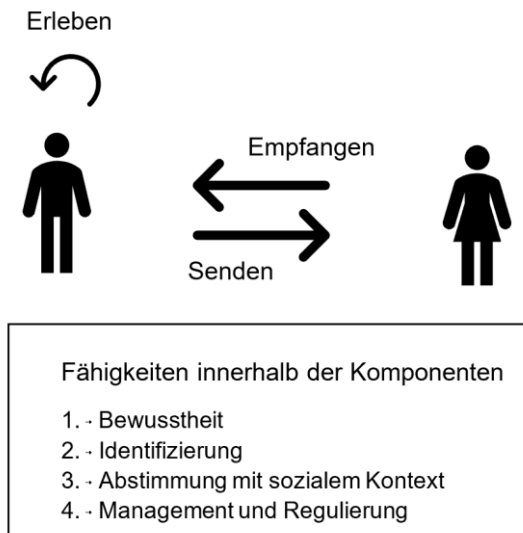 Erleben
Empfangen
Senden
Fähigkeiten innerhalb der Komponenten
1. - Bewusstheit
2. - Identifizierung
3. - Abstimmung mit sozialem Kontext
4. - Management und Regulierung